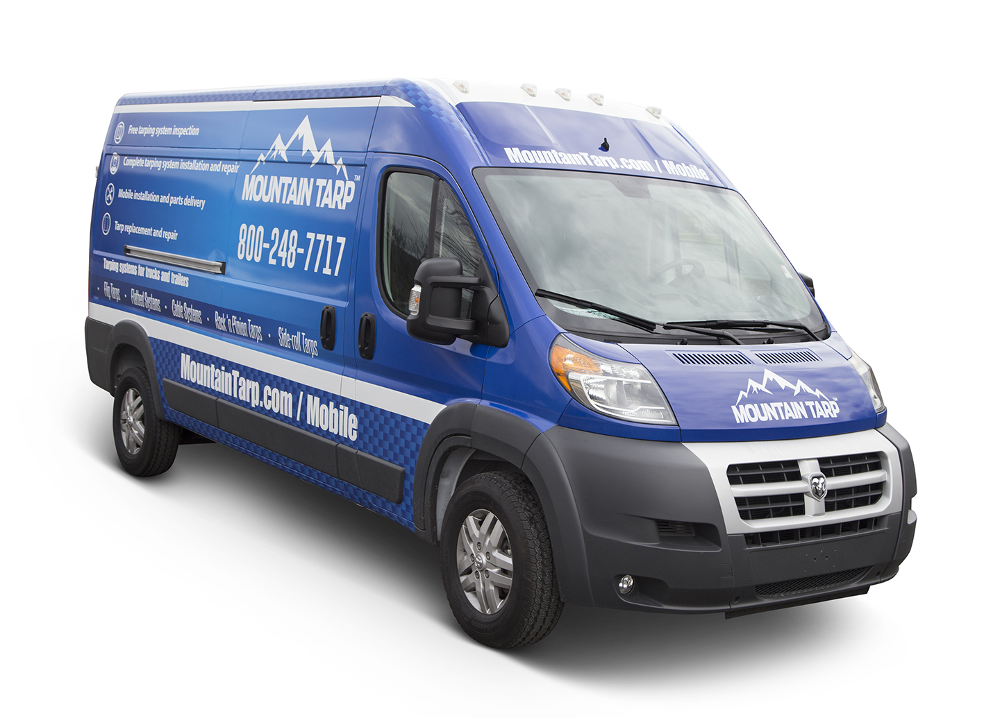 Free tarping system inspection
Complete tarping system installation and repair
Mobile installation and parts delivery
Tarp replacement and repair
MOUNTAIN TARP™
800-248-7717
Tarping systems for trucks and trailers
• Flip Tarps • Flatbed Systems • Cable Systems • Rack 'n Pinion Tarps • Side-roll Tarps
MountainTarp.com / Mobile
MountainTarp.com / Mobile
MOUNTAIN TARP™